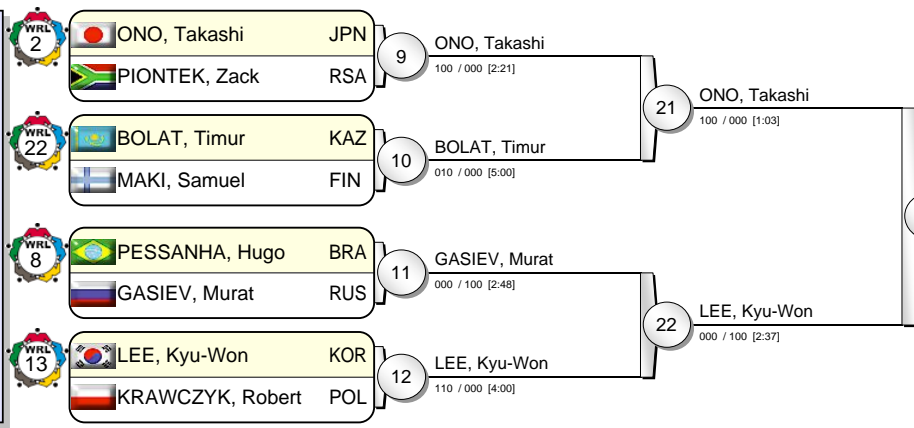 WRL
2
ONO, Takashi JPN
PIONTEK, Zack RSA
9
ONO, Takashi
100 / 000 [2:21]
WRL
22
BOLAT, Timur KAZ
MAKI, Samuel FIN
10
BOLAT, Timur
010 / 000 [5:00]
21
ONO, Takashi
100 / 000 [1:03]
WRL
8
PESSANHA, Hugo BRA
GASIEV, Murat RUS
11
GASIEV, Murat
000 / 100 [2:48]
WRL
13
LEE, Kyu-Won KOR
KRAWCZYK, Robert POL
12
LEE, Kyu-Won
110 / 000 [4:00]
22
LEE, Kyu-Won
000 / 100 [2:37]